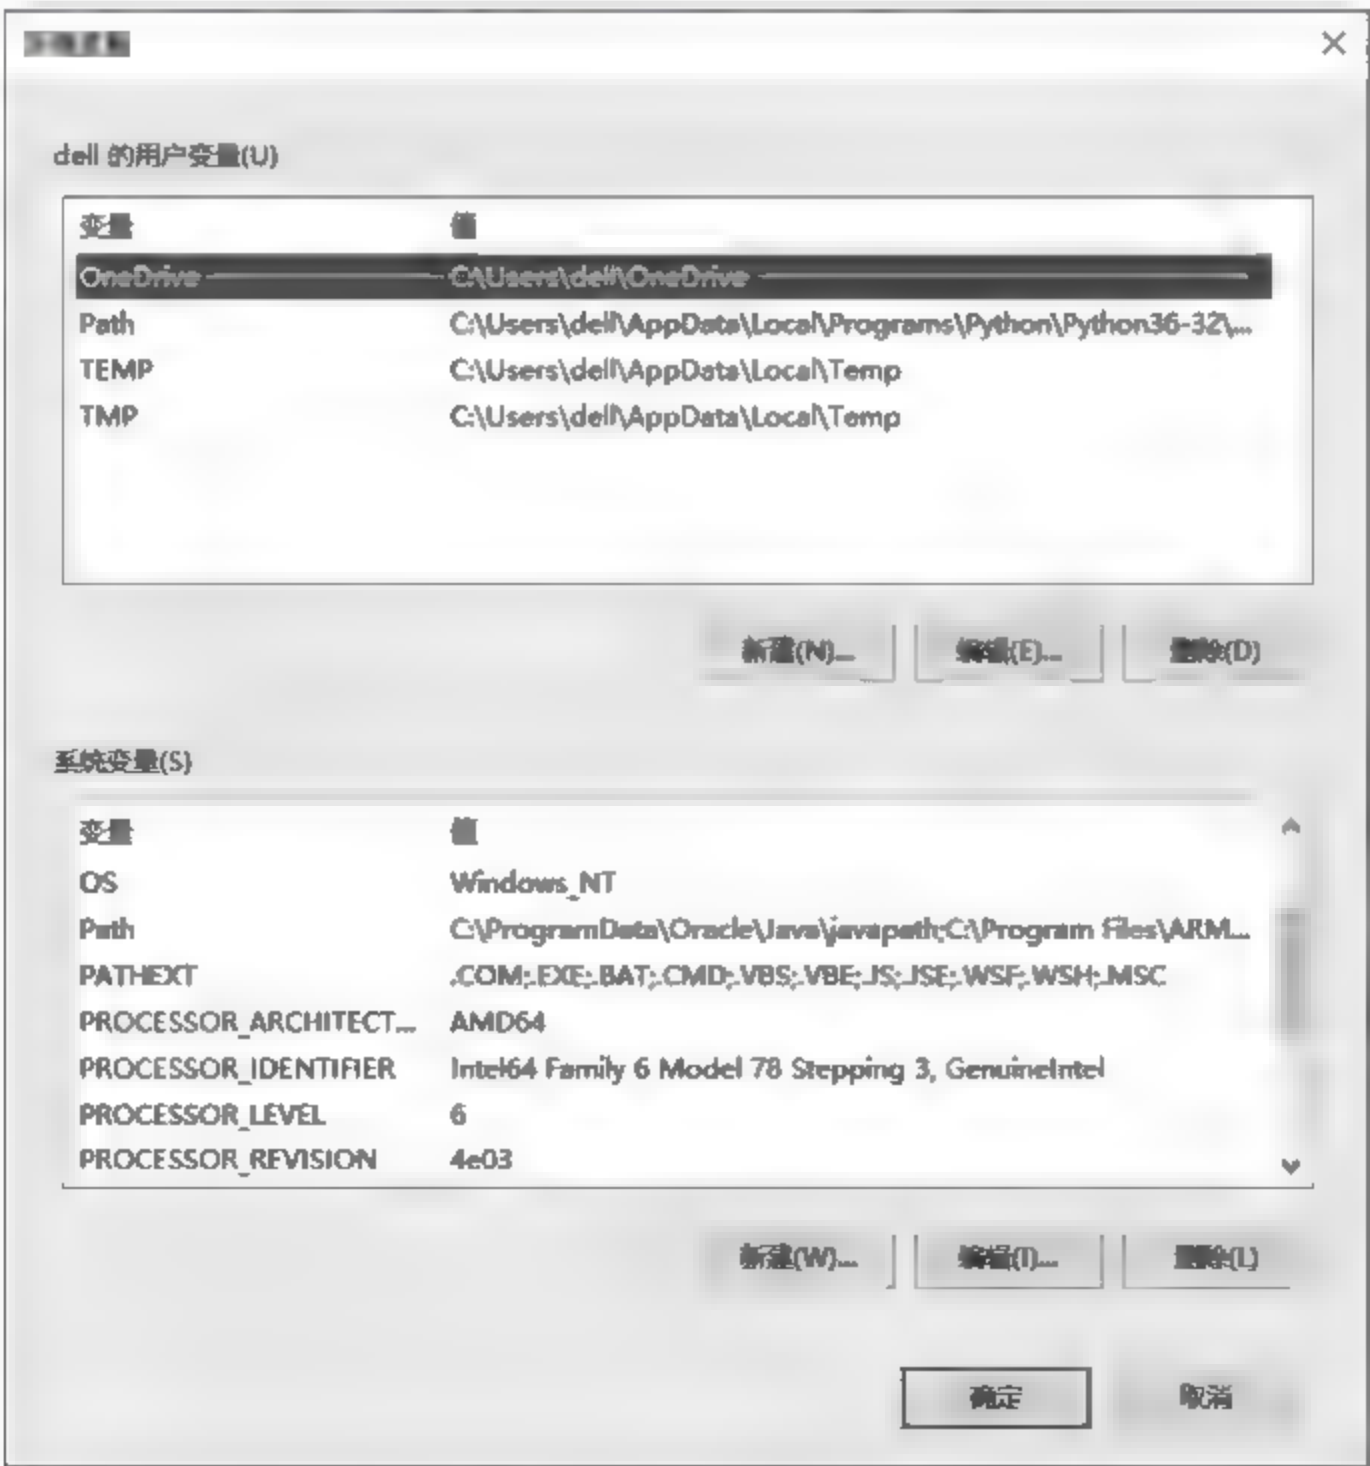 dell 的用户变量(U)
变量 值
OneDrive C:\Users\dell\OneDrive
Path C:\Users\dell\AppData\Local\Programs\Python\Python36-32\...
TEMP C:\Users\dell\AppData\Local\Temp
TMP C:\Users\dell\AppData\Local\Temp
新建(N)... 编辑(E)... 删除(D)
系统变量(S)
变量 值
OS Windows_NT
Path C:\ProgramData\Oracle\Java\javapath;C:\Program Files\ARM...
PATHEXT .COM;.EXE;.BAT;.CMD;.VBS;.VBE;.JS;.JSE;.WSF;.WSH;.MSC
PROCESSOR_ARCHITECT... AMD64
PROCESSOR_IDENTIFIER Intel64 Family 6 Model 78 Stepping 3, GenuineIntel
PROCESSOR_LEVEL 6
PROCESSOR_REVISION 4e03
新建(W)... 编辑(I)... 删除(L)
确定 取消